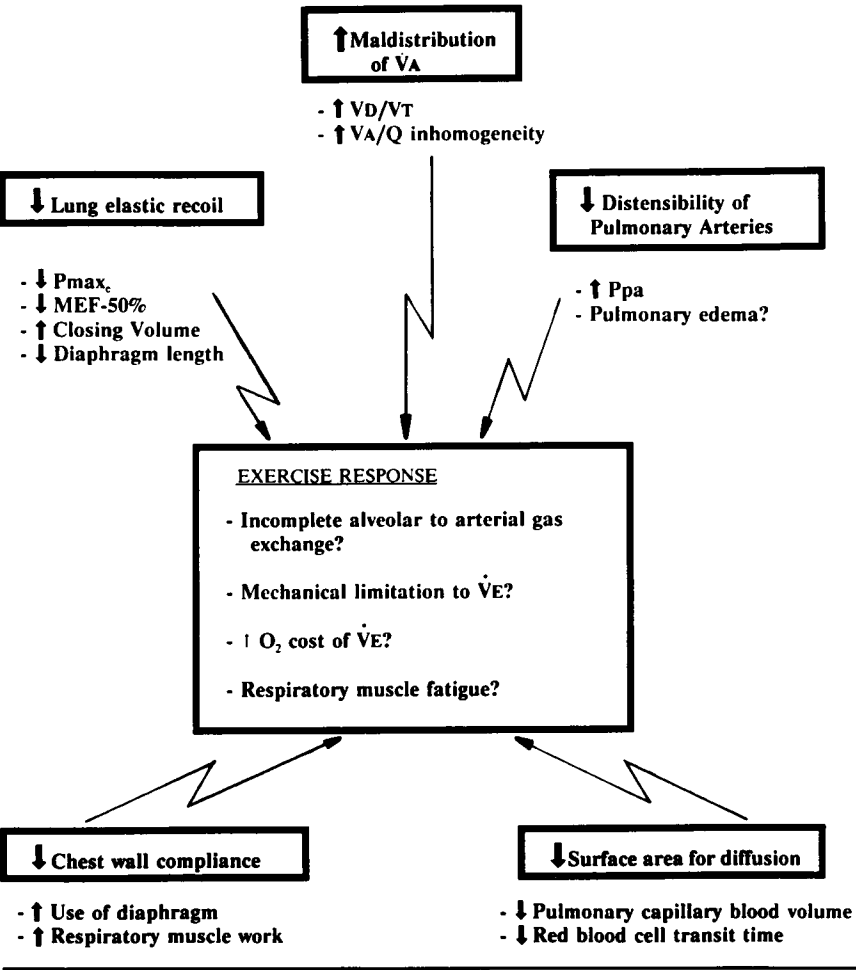 ↑Maldistribution
of V̇A
- ↑ VD/VT
- ↑ VA/Q inhomogencity
↓ Lung elastic recoil
- ↓ Pmaxc
- ↓ MEF-50%
- ↑ Closing Volume
- ↓ Diaphragm length
↓ Distensibility of
Pulmonary Arteries
- ↑ Ppa
- Pulmonary edema?
EXERCISE RESPONSE
- Incomplete alveolar to arterial gas
exchange?
- Mechanical limitation to V̇E?
- ↑ O₂ cost of V̇E?
- Respiratory muscle fatigue?
↓ Chest wall compliance
- ↑ Use of diaphragm
- ↑ Respiratory muscle work
↓Surface area for diffusion
- ↓ Pulmonary capillary blood volume
- ↓ Red blood cell transit time